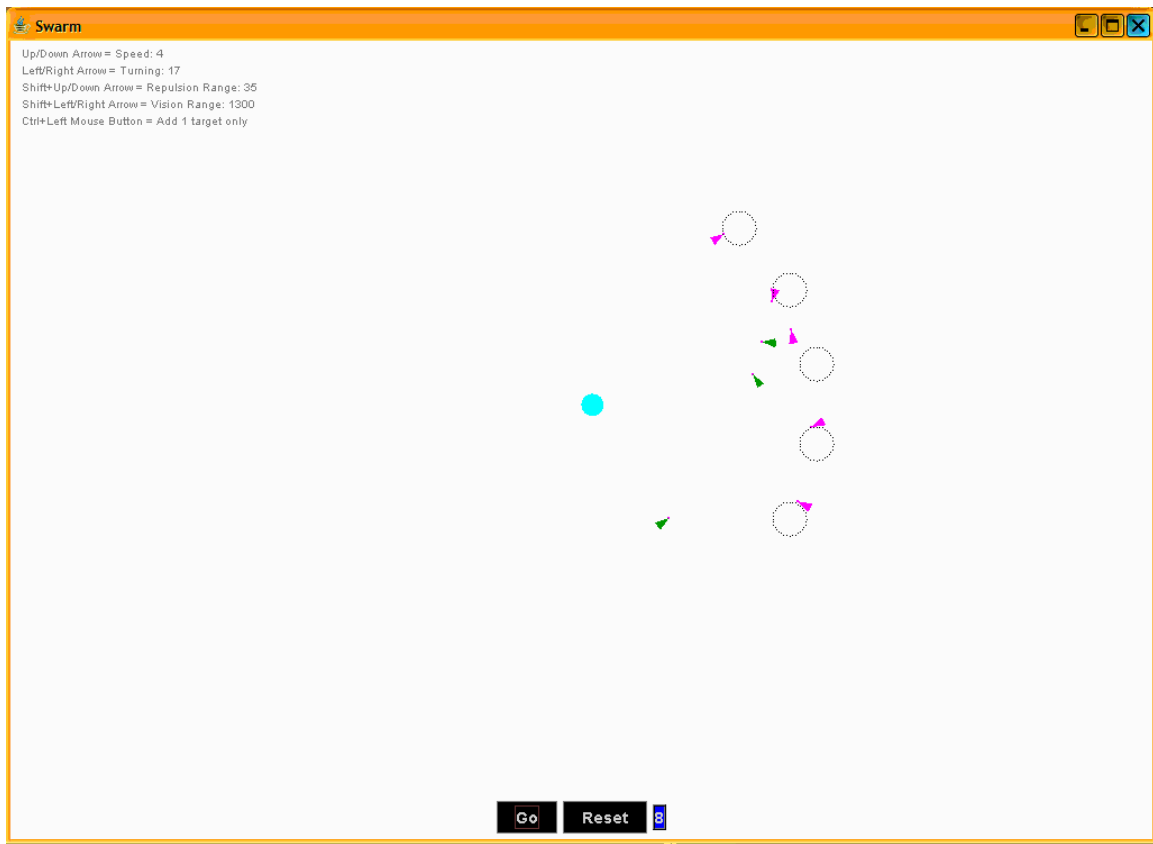 Swarm
Up/Down Arrow = Speed: 4
Left/Right Arrow = Turning: 17
Shift+Up/Down Arrow = Repulsion Range: 35
Shift+Left/Right Arrow = Vision Range: 1300
Ctrl+Left Mouse Button = Add 1 target only
Go Reset 8